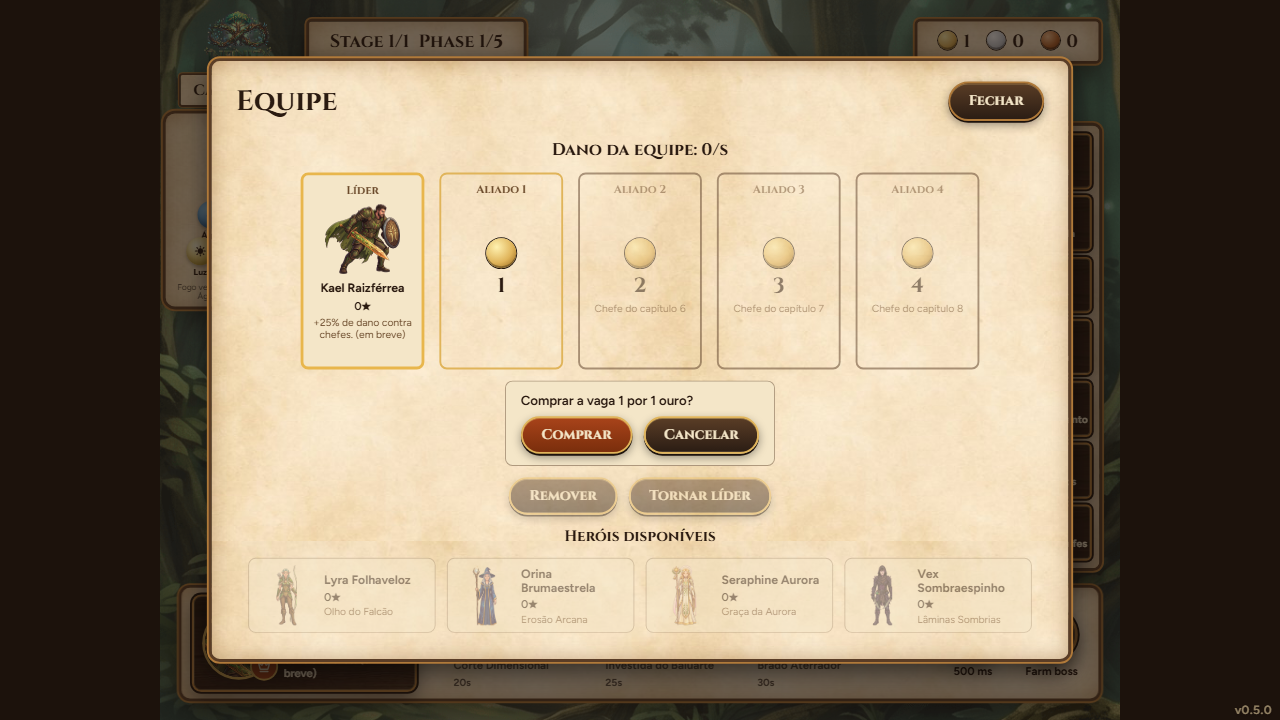 Stage 1/1 Phase 1/5
1 0 0
Equipe
Fechar
Dano da equipe: 0/s
Líder
Kael Raizférrea
0★
+25% de dano contra
chefes. (em breve)
Aliado 1
1
Aliado 2
2
Chefe do capítulo 6
Aliado 3
3
Chefe do capítulo 7
Aliado 4
4
Chefe do capítulo 8
Comprar a vaga 1 por 1 ouro?
Comprar
Cancelar
Remover
Tornar líder
Heróis disponíveis
Lyra Folhaveloz
0★
Olho do Falcão
Orina
Brumaestrela
0★
Erosão Arcana
Seraphine Aurora
0★
Graça da Aurora
Vex
Sombraespinho
0★
Lâminas Sombrias
breve)
Corte Dimensional
20s
Investida do Baluarte
25s
Brado Aterrador
30s
500 ms
Farm boss
v0.5.0